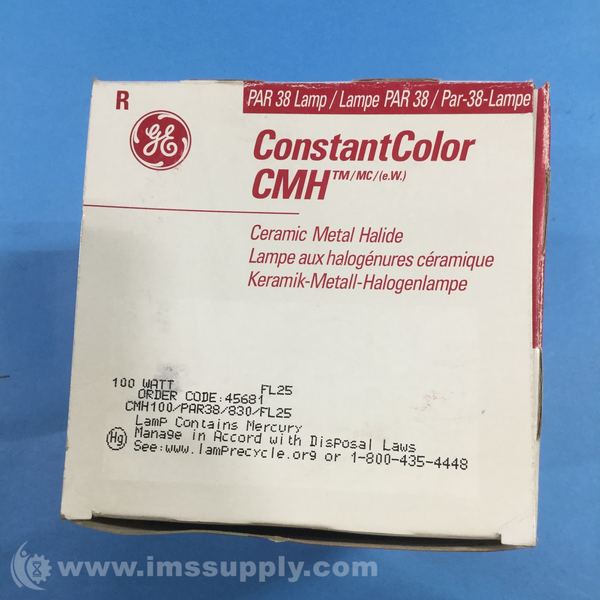 R
GE
PAR 38 Lamp / Lampe PAR 38 / Par-38-Lampe
ConstantColor
CMH™/MC/(e.W.)
Ceramic Metal Halide
Lampe aux halogénures céramique
Keramik-Metall-Halogenlampe
100 WATT FL25
ORDER CODE:45681
CMH100/PAR38/830/FL25
Lamp Contains Mercury
Hg Manage in Accord with Disposal Laws
See:www.lamprecycle.org or 1-800-435-4448
www.imssupply.com